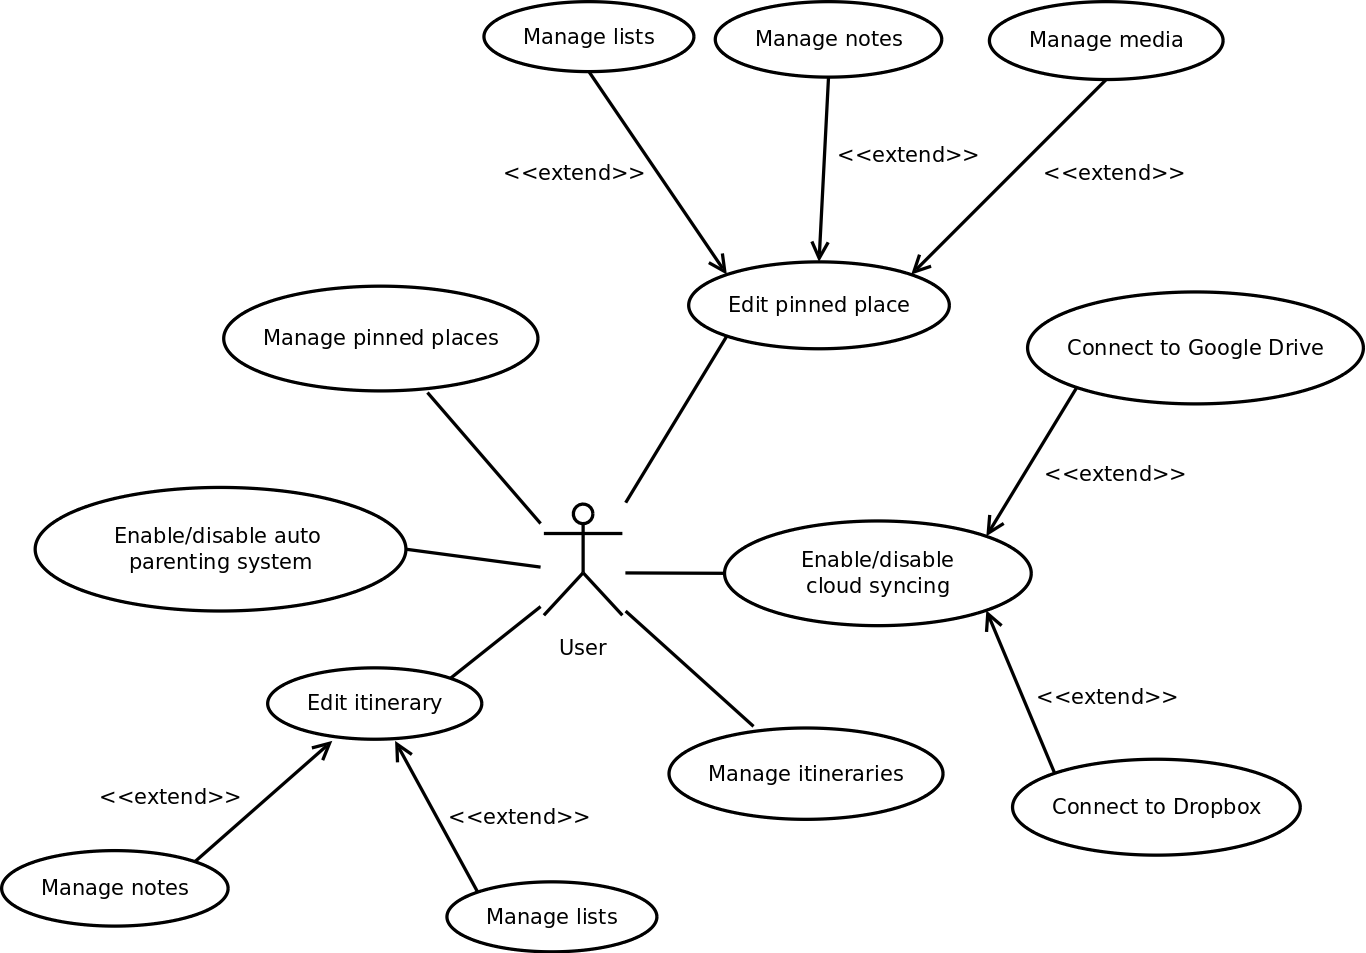 Manage lists
Manage notes
Manage media
<<extend>>
<<extend>>
<<extend>>
Edit pinned place
Manage pinned places
Connect to Google Drive
<<extend>>
Enable/disable auto
parenting system
Enable/disable
cloud syncing
User
<<extend>>
Edit itinerary
Manage itineraries
<<extend>>
<<extend>>
Connect to Dropbox
Manage notes
Manage lists